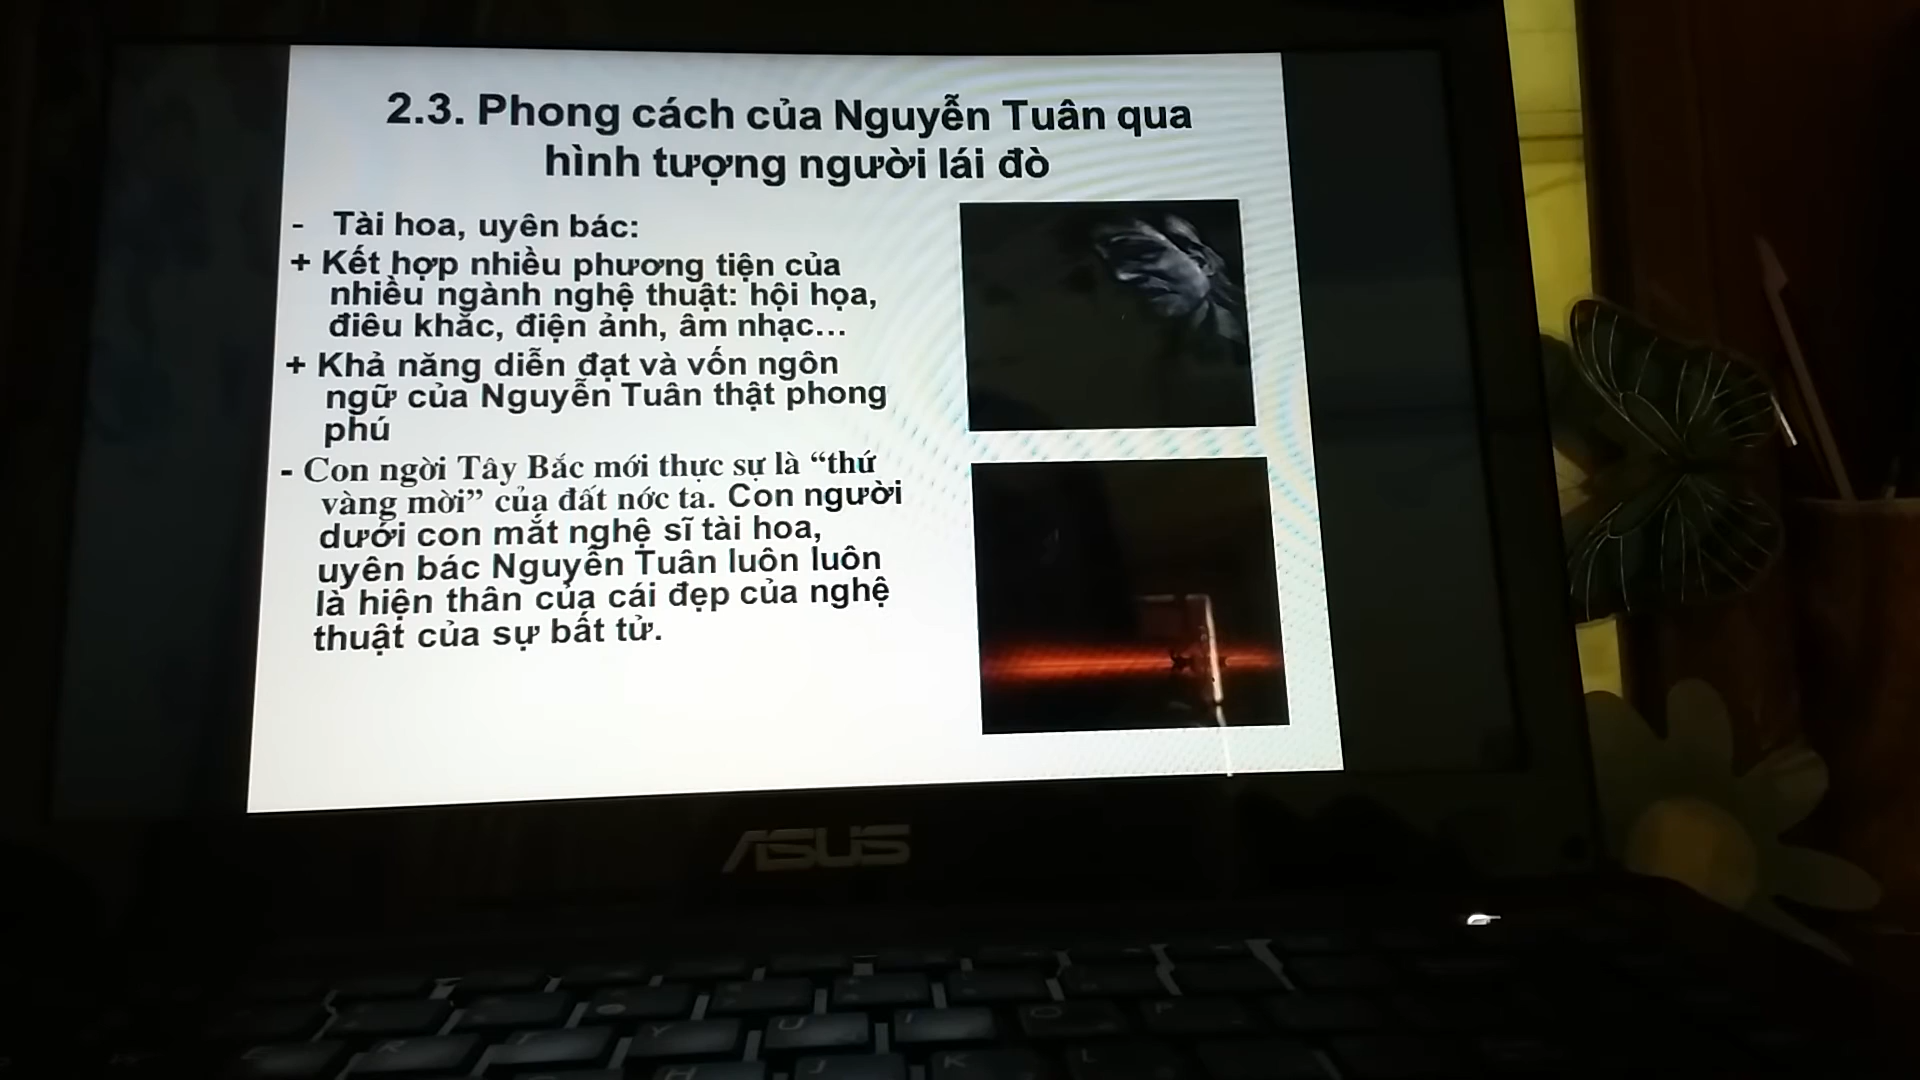 2.3. Phong cách của Nguyễn Tuân qua
hình tượng người lái đò
- Tài hoa, uyên bác:
+ Kết hợp nhiều phương tiện của
nhiều ngành nghệ thuật: hội họa,
điêu khắc, điện ảnh, âm nhạc...
+ Khả năng diễn đạt và vốn ngôn
ngữ của Nguyễn Tuân thật phong
phú
- Con ngời Tây Bắc mới thực sự là “thứ
vàng mời” của đất nớc ta. Con người
dưới con mắt nghệ sĩ tài hoa,
uyên bác Nguyễn Tuân luôn luôn
là hiện thân của cái đẹp của nghệ
thuật của sự bất tử.
ASUS
R T Y U I O P
H J K L